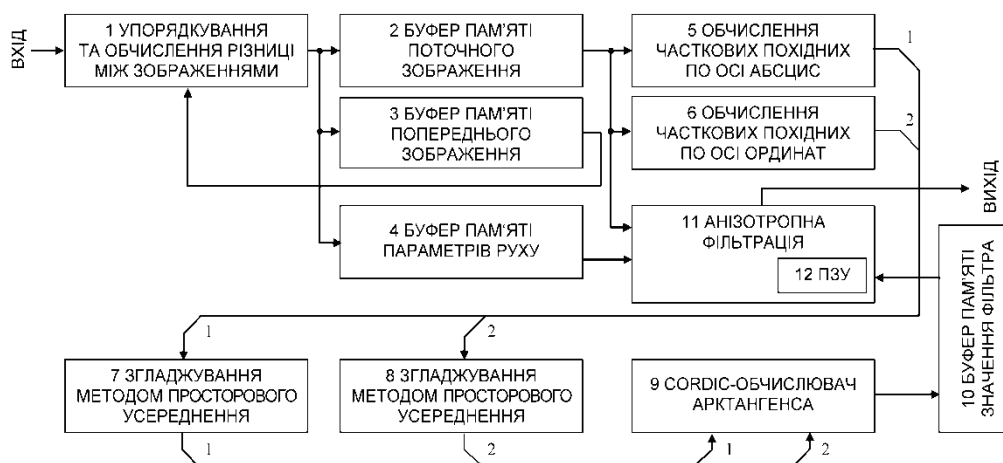 ВХІД
1 УПОРЯДКУВАННЯ
ТА ОБЧИСЛЕННЯ РІЗНИЦІ
МІЖ ЗОБРАЖЕННЯМИ
2 БУФЕР ПАМ'ЯТІ
ПОТОЧНОГО
ЗОБРАЖЕННЯ
5 ОБЧИСЛЕННЯ
ЧАСТКОВИХ ПОХІДНИХ
ПО ОСІ АБСЦИС
1
3 БУФЕР ПАМ'ЯТІ
ПОПЕРЕДНЬОГО
ЗОБРАЖЕННЯ
6 ОБЧИСЛЕННЯ
ЧАСТКОВИХ ПОХІДНИХ
ПО ОСІ ОРДИНАТ
2
4 БУФЕР ПАМ'ЯТІ
ПАРАМЕТРІВ РУХУ
11 АНІЗОТРОПНА
ФІЛЬТРАЦІЯ
12 ПЗУ
ВИХІД
10 БУФЕР ПАМ'ЯТІ
ЗНАЧЕННЯ ФІЛЬТРА
1
2
7 ЗГЛАДЖУВАННЯ
МЕТОДОМ ПРОСТОРОВОГО
УСЕРЕДНЕННЯ
8 ЗГЛАДЖУВАННЯ
МЕТОДОМ ПРОСТОРОВОГО
УСЕРЕДНЕННЯ
9 CORDIC-ОБЧИСЛЮВАЧ
АРКТАНГЕНСА
1
2
1
2